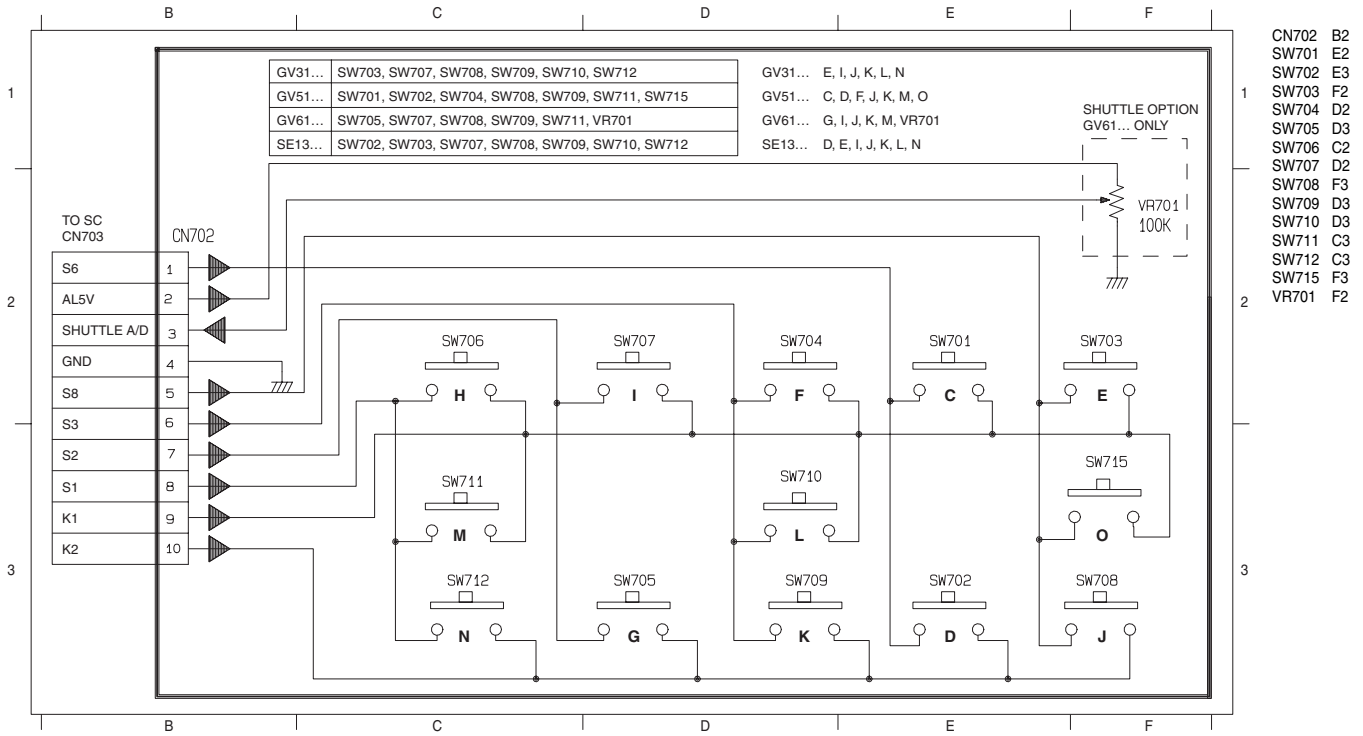 B C D E F
GV31... SW703, SW707, SW708, SW709, SW710, SW712 GV31... E, I, J, K, L, N
GV51... SW701, SW702, SW704, SW708, SW709, SW711, SW715 GV51... C, D, F, J, K, M, O
GV61... SW705, SW707, SW708, SW709, SW711, VR701 GV61... G, I, J, K, M, VR701
SE13... SW702, SW703, SW707, SW708, SW709, SW710, SW712 SE13... D, E, I, J, K, L, N
1 1
SHUTTLE OPTION
GV61... ONLY
VR701
100K
TO SC
CN703
CN702
S6 1
AL5V 2
SHUTTLE A/D 3
GND 4
S8 5
S3 6
S2 7
S1 8
K1 9
K2 10
2 2
SW706 SW707 SW704 SW701 SW703
H I F C E
SW711 SW710 SW715
M L O
3 3
SW712 SW705 SW709 SW702 SW708
N G K D J
B C D E F
CN702 B2
SW701 E2
SW702 E3
SW703 F2
SW704 D2
SW705 D3
SW706 C2
SW707 D2
SW708 F3
SW709 D3
SW710 D3
SW711 C3
SW712 C3
SW715 F3
VR701 F2